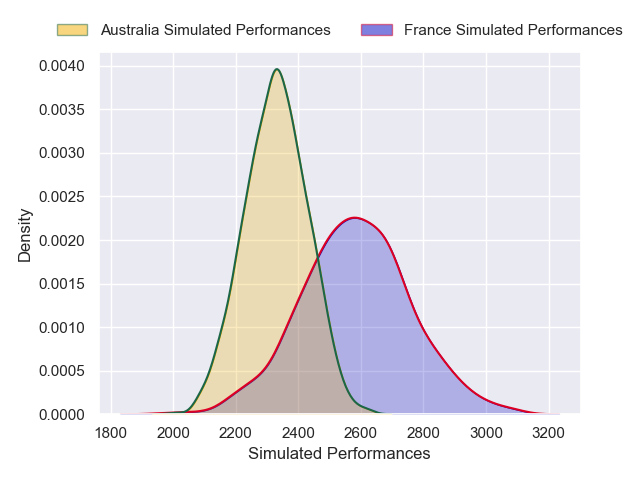 Australia Simulated Performances France Simulated Performances
0.0040
0.0035
0.0030
0.0025
0.0020
0.0015
0.0010
0.0005
0.0000
Density
1800 2000 2200 2400 2600 2800 3000 3200
Simulated Performances